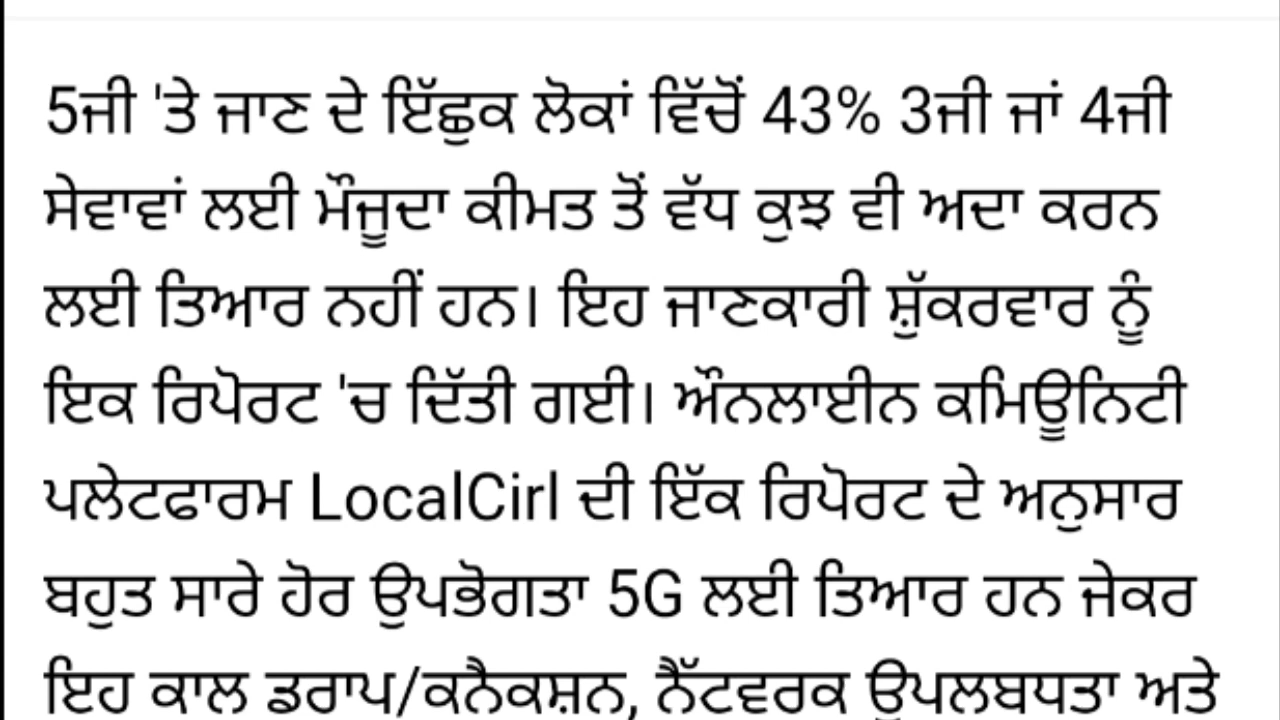 5ਜੀ 'ਤੇ ਜਾਣ ਦੇ ਇੱਛੁਕ ਲੋਕਾਂ ਵਿੱਚੋਂ 43% 3ਜੀ ਜਾਂ 4ਜੀ
ਸੇਵਾਵਾਂ ਲਈ ਮੌਜੂਦਾ ਕੀਮਤ ਤੋਂ ਵੱਧ ਕੁਝ ਵੀ ਅਦਾ ਕਰਨ
ਲਈ ਤਿਆਰ ਨਹੀਂ ਹਨ। ਇਹ ਜਾਣਕਾਰੀ ਸ਼ੁੱਕਰਵਾਰ ਨੂੰ
ਇਕ ਰਿਪੋਰਟ 'ਚ ਦਿੱਤੀ ਗਈ। ਔਨਲਾਈਨ ਕਮਿਊਨਿਟੀ
ਪਲੇਟਫਾਰਮ LocalCirl ਦੀ ਇੱਕ ਰਿਪੋਰਟ ਦੇ ਅਨੁਸਾਰ
ਬਹੁਤ ਸਾਰੇ ਹੋਰ ਉਪਭੋਗਤਾ 5G ਲਈ ਤਿਆਰ ਹਨ ਜੇਕਰ
ਇਹ ਕਾਲ ਡਰਾਪ/ਕਨੈਕਸ਼ਨ, ਨੈੱਟਵਰਕ ਉਪਲਬਧਤਾ ਅਤੇ